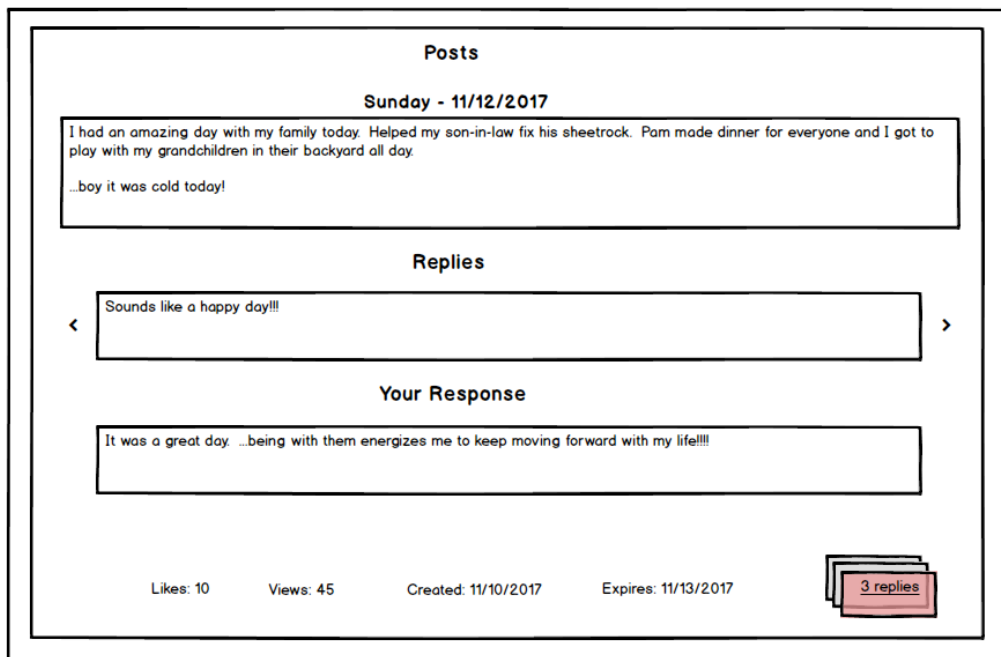 Posts
Sunday - 11/12/2017
I had an amazing day with my family today. Helped my son-in-law fix his sheetrock. Pam made dinner for everyone and I got to
play with my grandchildren in their backyard all day.
...boy it was cold today!
Replies
Sounds like a happy day!!!
Your Response
It was a great day. ...being with them energizes me to keep moving forward with my life!!!!
Likes: 10 Views: 45 Created: 11/10/2017 Expires: 11/13/2017 3 replies